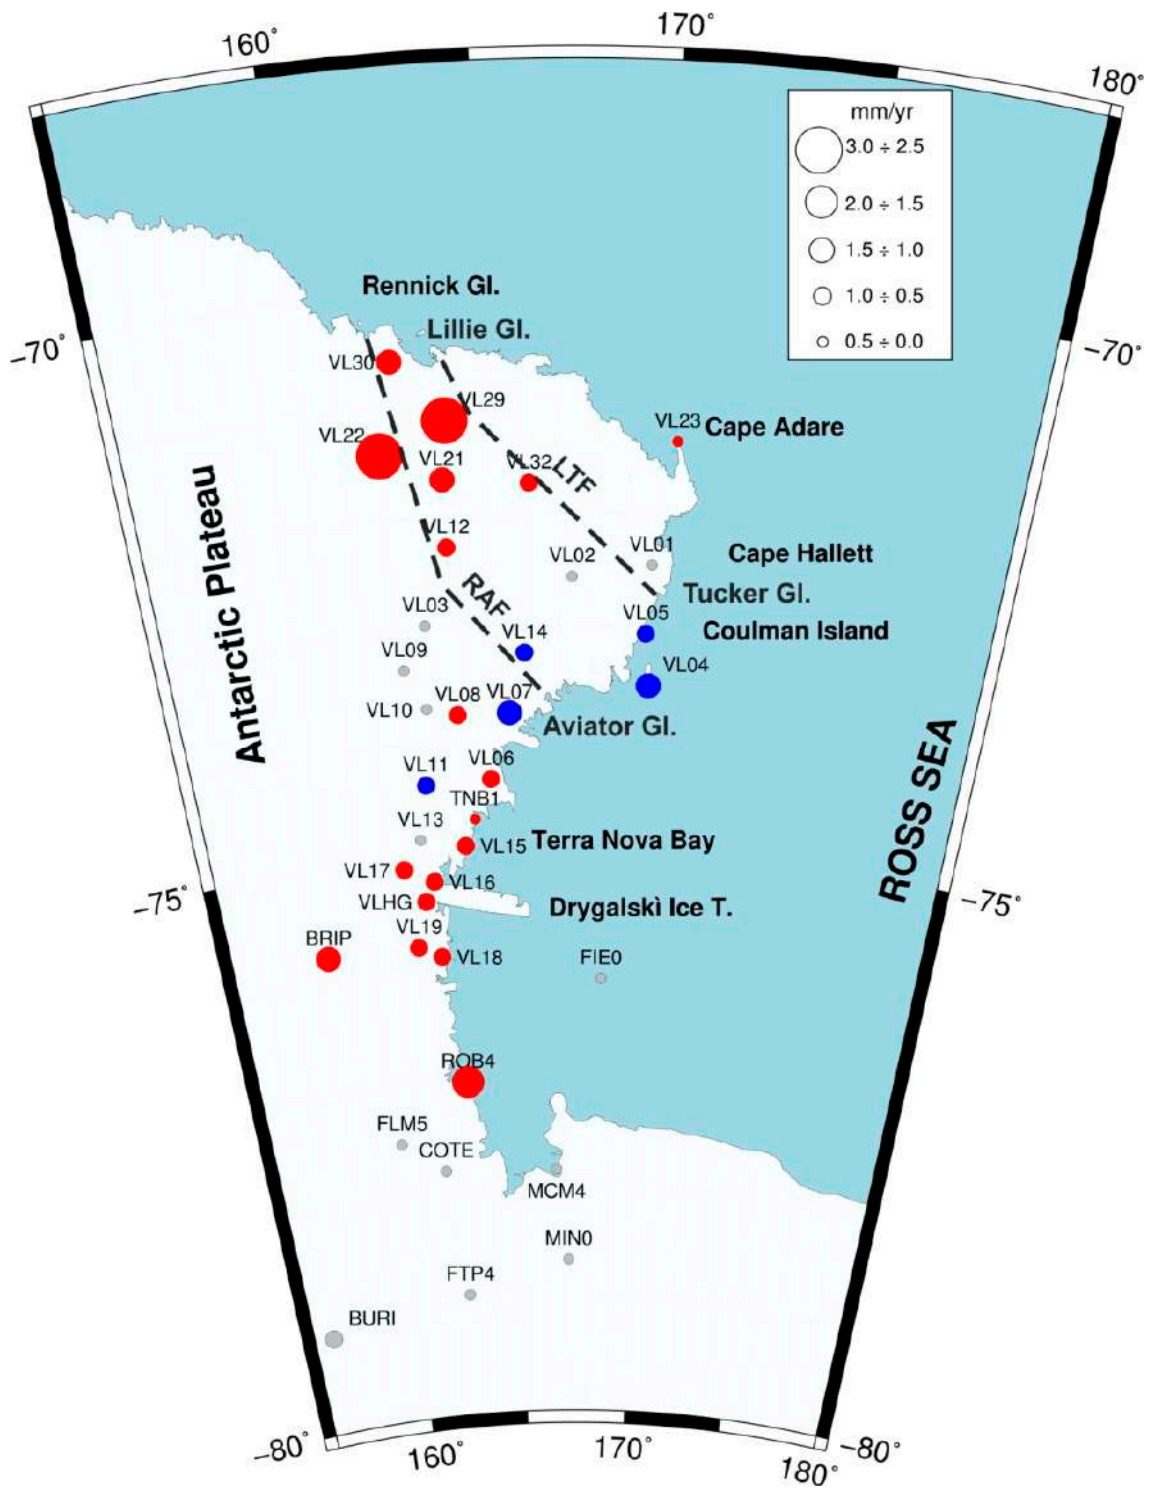 170°
160°
180°
mm/yr
3.0 ÷ 2.5
2.0 ÷ 1.5
1.5 ÷ 1.0
1.0 ÷ 0.5
0.5 ÷ 0.0
Rennick Gl.
Lillie Gl.
−70°
−70°
VL30
VL29
VL23
Cape Adare
VL22
VL21
VL32
LTF
Antarctic Plateau
VL12
VL02
VL01
Cape Hallett
RAF
Tucker Gl.
VL03
VL05
VL14
Coulman Island
VL09
VL04
VL08
VL07
VL10
Aviator Gl.
ROSS SEA
VL11
VL06
TNB1
VL13
VL15
Terra Nova Bay
VL17
VL16
VLHG
−75°
−75°
Drygalski Ice T.
VL19
BRIP
VL18
FIE0
ROB4
FLM5
COTE
MCM4
MIN0
FTP4
BURI
−80°
160°
170°
180°
−80°